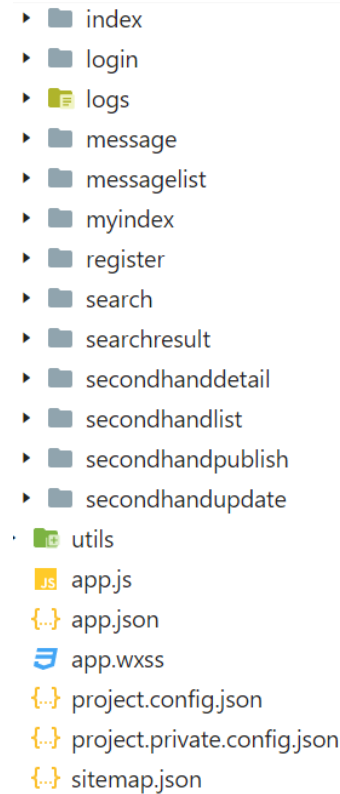 index
login
logs
message
messagelist
myindex
register
search
searchresult
secondhanddetail
secondhandlist
secondhandpublish
secondhandupdate
utils
JS app.js
{...} app.json
app.wxss
{...} project.config.json
{...} project.private.config.json
{...} sitemap.json